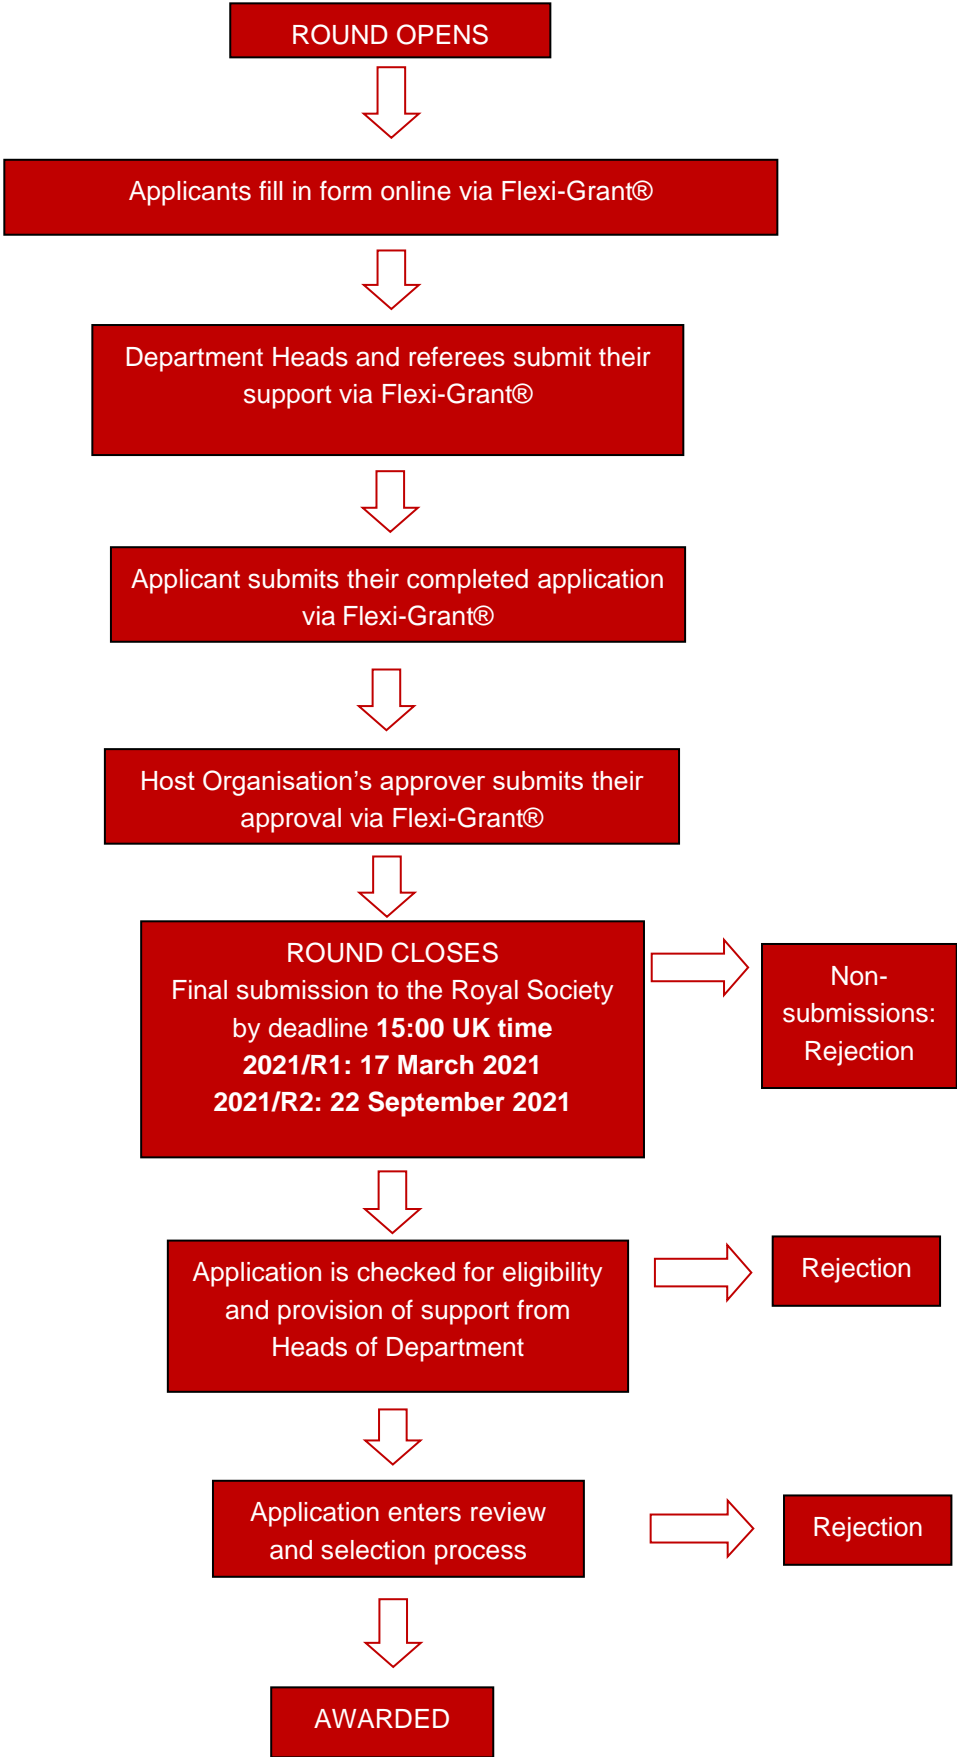 ROUND OPENS
Applicants fill in form online via Flexi-Grant®
Department Heads and referees submit their
support via Flexi-Grant®
Applicant submits their completed application
via Flexi-Grant®
Host Organisation’s approver submits their
approval via Flexi-Grant®
ROUND CLOSES
Final submission to the Royal Society
by deadline 15:00 UK time
2021/R1: 17 March 2021
2021/R2: 22 September 2021
Non-
submissions:
Rejection
Application is checked for eligibility
and provision of support from
Heads of Department
Rejection
Application enters review
and selection process
Rejection
AWARDED